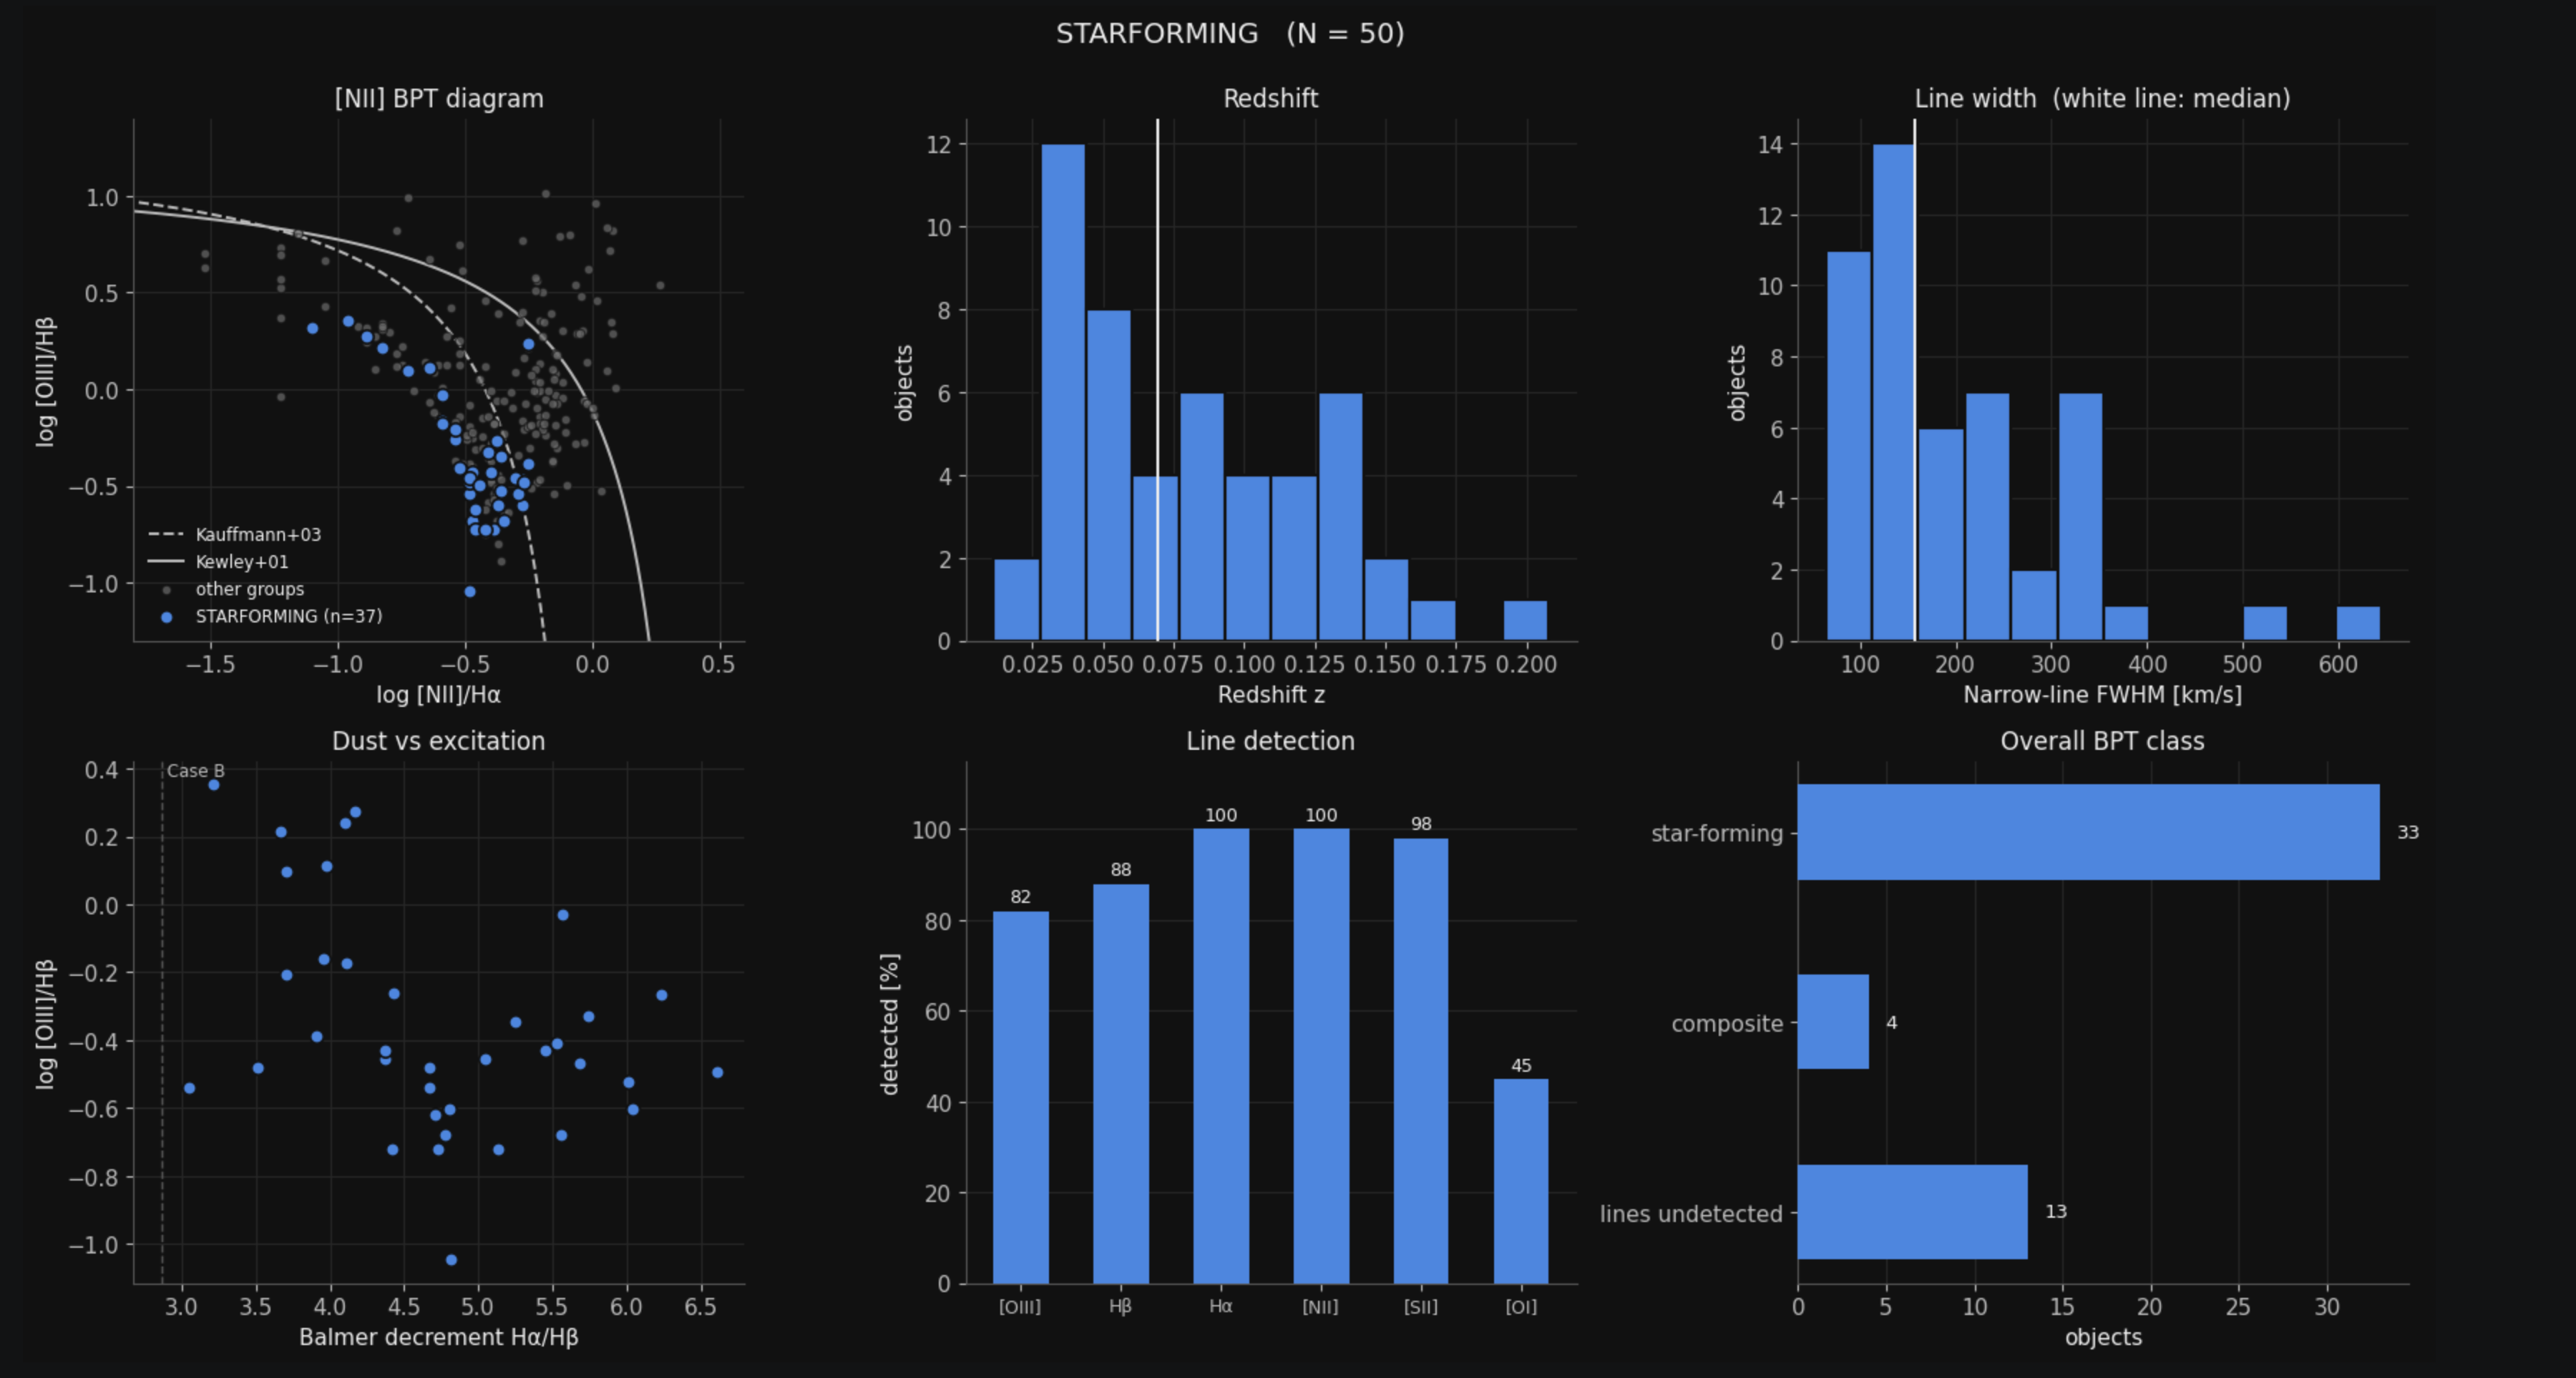 STARFORMING (N = 50)
[NII] BPT diagram
1.0
0.5
0.0
−0.5
−1.0
log [OIII]/Hβ
Kauffmann+03
Kewley+01
other groups
STARFORMING (n=37)
−1.5 −1.0 −0.5 0.0 0.5
log [NII]/Hα
Redshift
12
10
8
6
4
2
0
objects
0.025 0.050 0.075 0.100 0.125 0.150 0.175 0.200
Redshift z
Line width (white line: median)
14
12
10
8
6
4
2
0
objects
100 200 300 400 500 600
Narrow-line FWHM [km/s]
Dust vs excitation
Case B
0.4
0.2
0.0
−0.2
−0.4
−0.6
−0.8
−1.0
log [OIII]/Hβ
3.0 3.5 4.0 4.5 5.0 5.5 6.0 6.5
Balmer decrement Hα/Hβ
Line detection
100
80
60
40
20
0
detected [%]
82 88 100 100 98 45
[OIII] Hβ Hα [NII] [SII] [OI]
Overall BPT class
star-forming 33
composite 4
lines undetected 13
0 5 10 15 20 25 30
objects